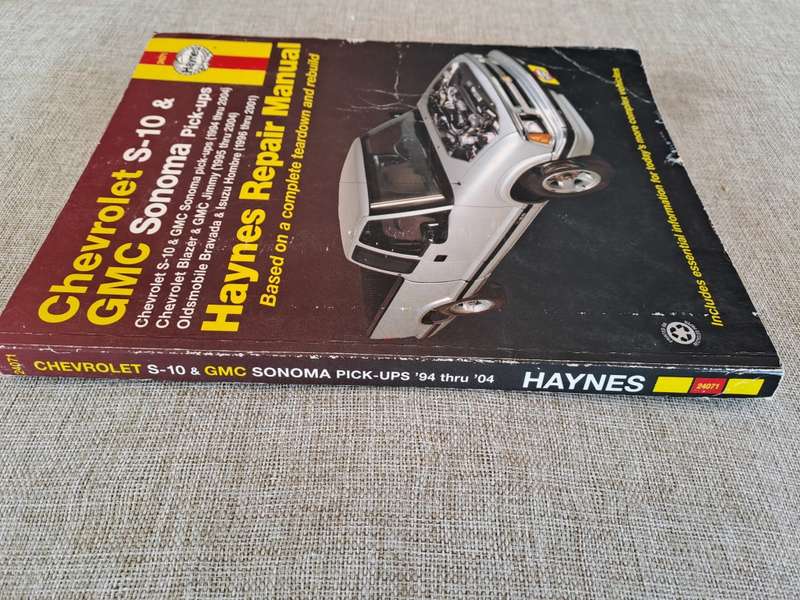 24071
Haynes
Chevrolet S-10 &
GMC Sonoma Pick-ups
Chevrolet S-10 & GMC Sonoma pick-ups (1994 thru 2004)
Chevrolet Blazer & GMC Jimmy (1995 thru 2004)
Oldsmobile Bravada & Isuzu Hombre (1996 thru 2001)
Haynes Repair Manual
Based on a complete teardown and rebuild
Includes essential information for today's more complex vehicles
24071 CHEVROLET S-10 & GMC SONOMA PICK-UPS '94 thru '04 HAYNES 24071